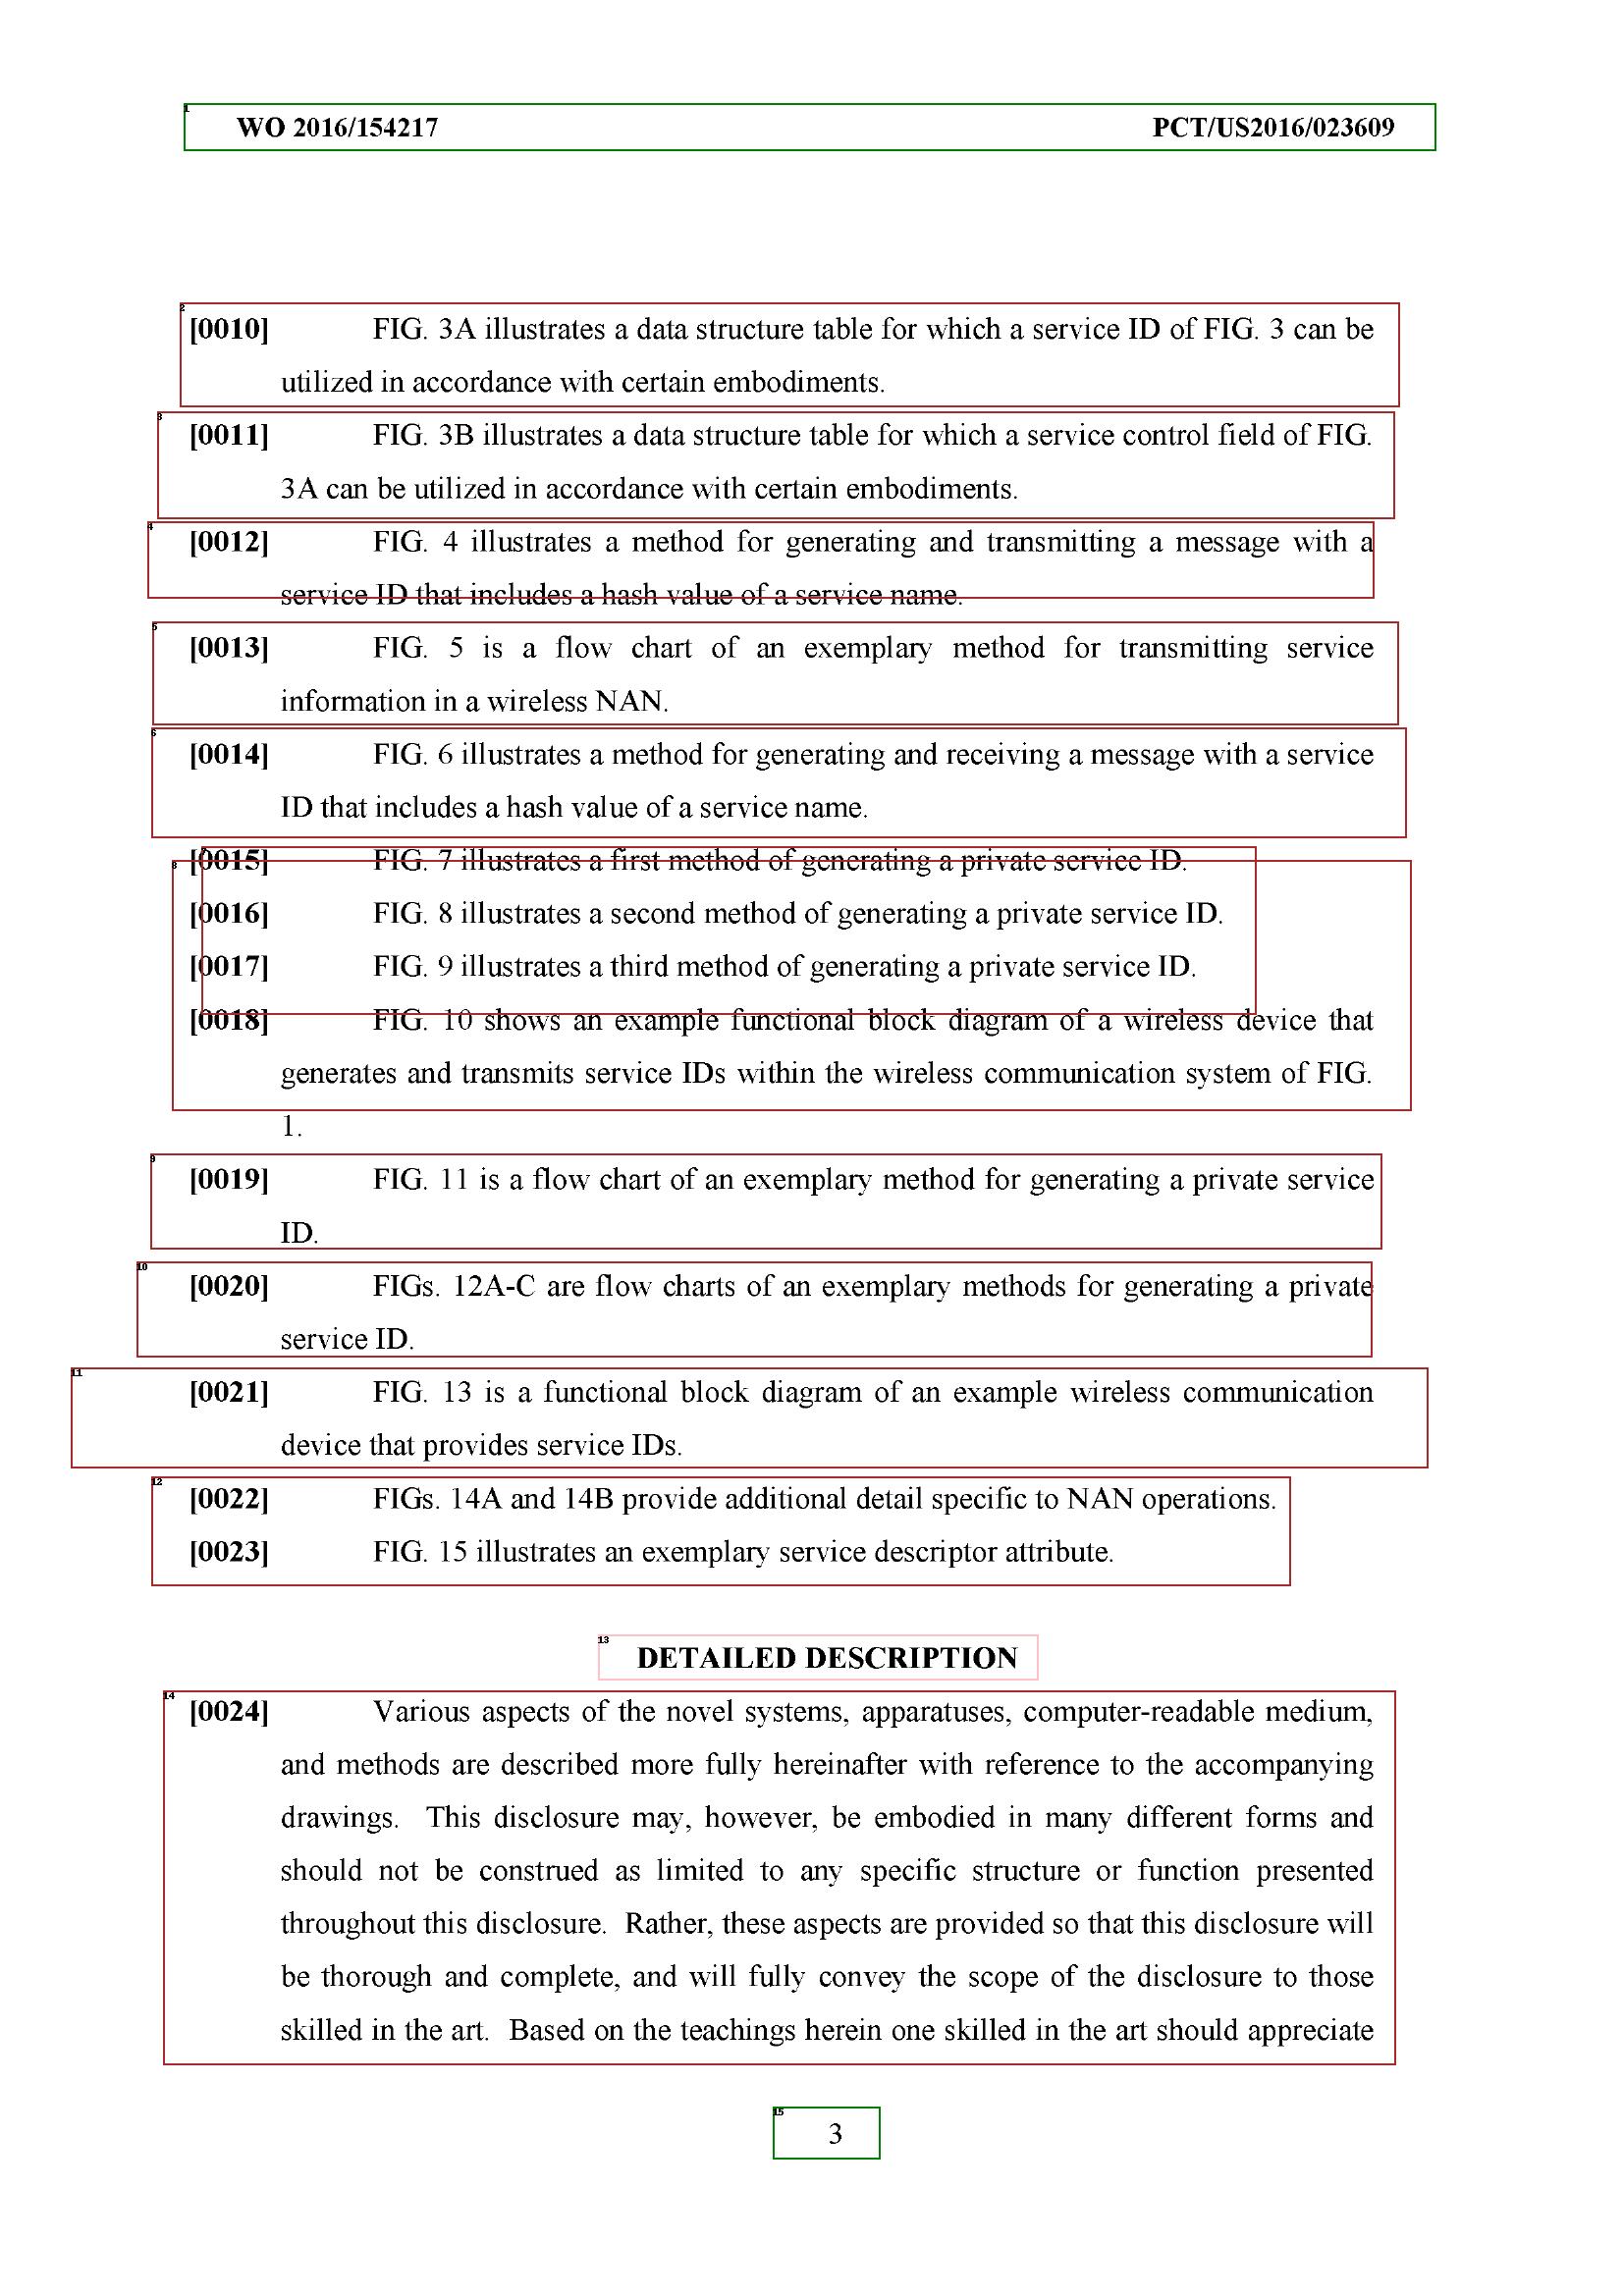 1
WO 2016/154217 PCT/US2016/023609
2
[0010] FIG. 3A illustrates a data structure table for which a service ID of FIG. 3 can be
utilized in accordance with certain embodiments.
3
[0011] FIG. 3B illustrates a data structure table for which a service control field of FIG.
3A can be utilized in accordance with certain embodiments.
4
[0012] FIG. 4 illustrates a method for generating and transmitting a message with a
service ID that includes a hash value of a service name.
5
[0013] FIG. 5 is a flow chart of an exemplary method for transmitting service
information in a wireless NAN.
6
[0014] FIG. 6 illustrates a method for generating and receiving a message with a service
ID that includes a hash value of a service name.
7
[0015] FIG. 7 illustrates a first method of generating a private service ID.
8
[0016] FIG. 8 illustrates a second method of generating a private service ID.
[0017] FIG. 9 illustrates a third method of generating a private service ID.
[0018] FIG. 10 shows an example functional block diagram of a wireless device that
generates and transmits service IDs within the wireless communication system of FIG.
1.
9
[0019] FIG. 11 is a flow chart of an exemplary method for generating a private service
ID.
10
[0020] FIGs. 12A-C are flow charts of an exemplary methods for generating a private
service ID.
11
[0021] FIG. 13 is a functional block diagram of an example wireless communication
device that provides service IDs.
12
[0022] FIGs. 14A and 14B provide additional detail specific to NAN operations.
[0023] FIG. 15 illustrates an exemplary service descriptor attribute.
13
DETAILED DESCRIPTION
14
[0024] Various aspects of the novel systems, apparatuses, computer-readable medium,
and methods are described more fully hereinafter with reference to the accompanying
drawings. This disclosure may, however, be embodied in many different forms and
should not be construed as limited to any specific structure or function presented
throughout this disclosure. Rather, these aspects are provided so that this disclosure will
be thorough and complete, and will fully convey the scope of the disclosure to those
skilled in the art. Based on the teachings herein one skilled in the art should appreciate
15
3